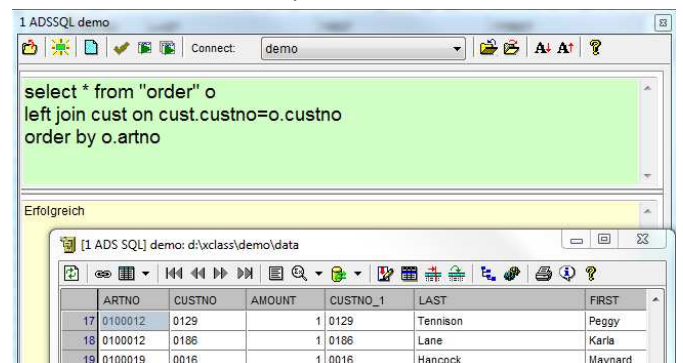 1 ADSSQL demo
Connect: demo
select * from "order" o
left join cust on cust.custno=o.custno
order by o.artno
Erfolgreich
[1 ADS SQL] demo: d:\xclass\demo\data
ARTNO CUSTNO AMOUNT CUSTNO_1 LAST FIRST
17 0100012 0129 1 0129 Tennison Peggy
18 0100012 0186 1 0186 Lane Karla
19 0100019 0016 1 0016 Hancock Maynard